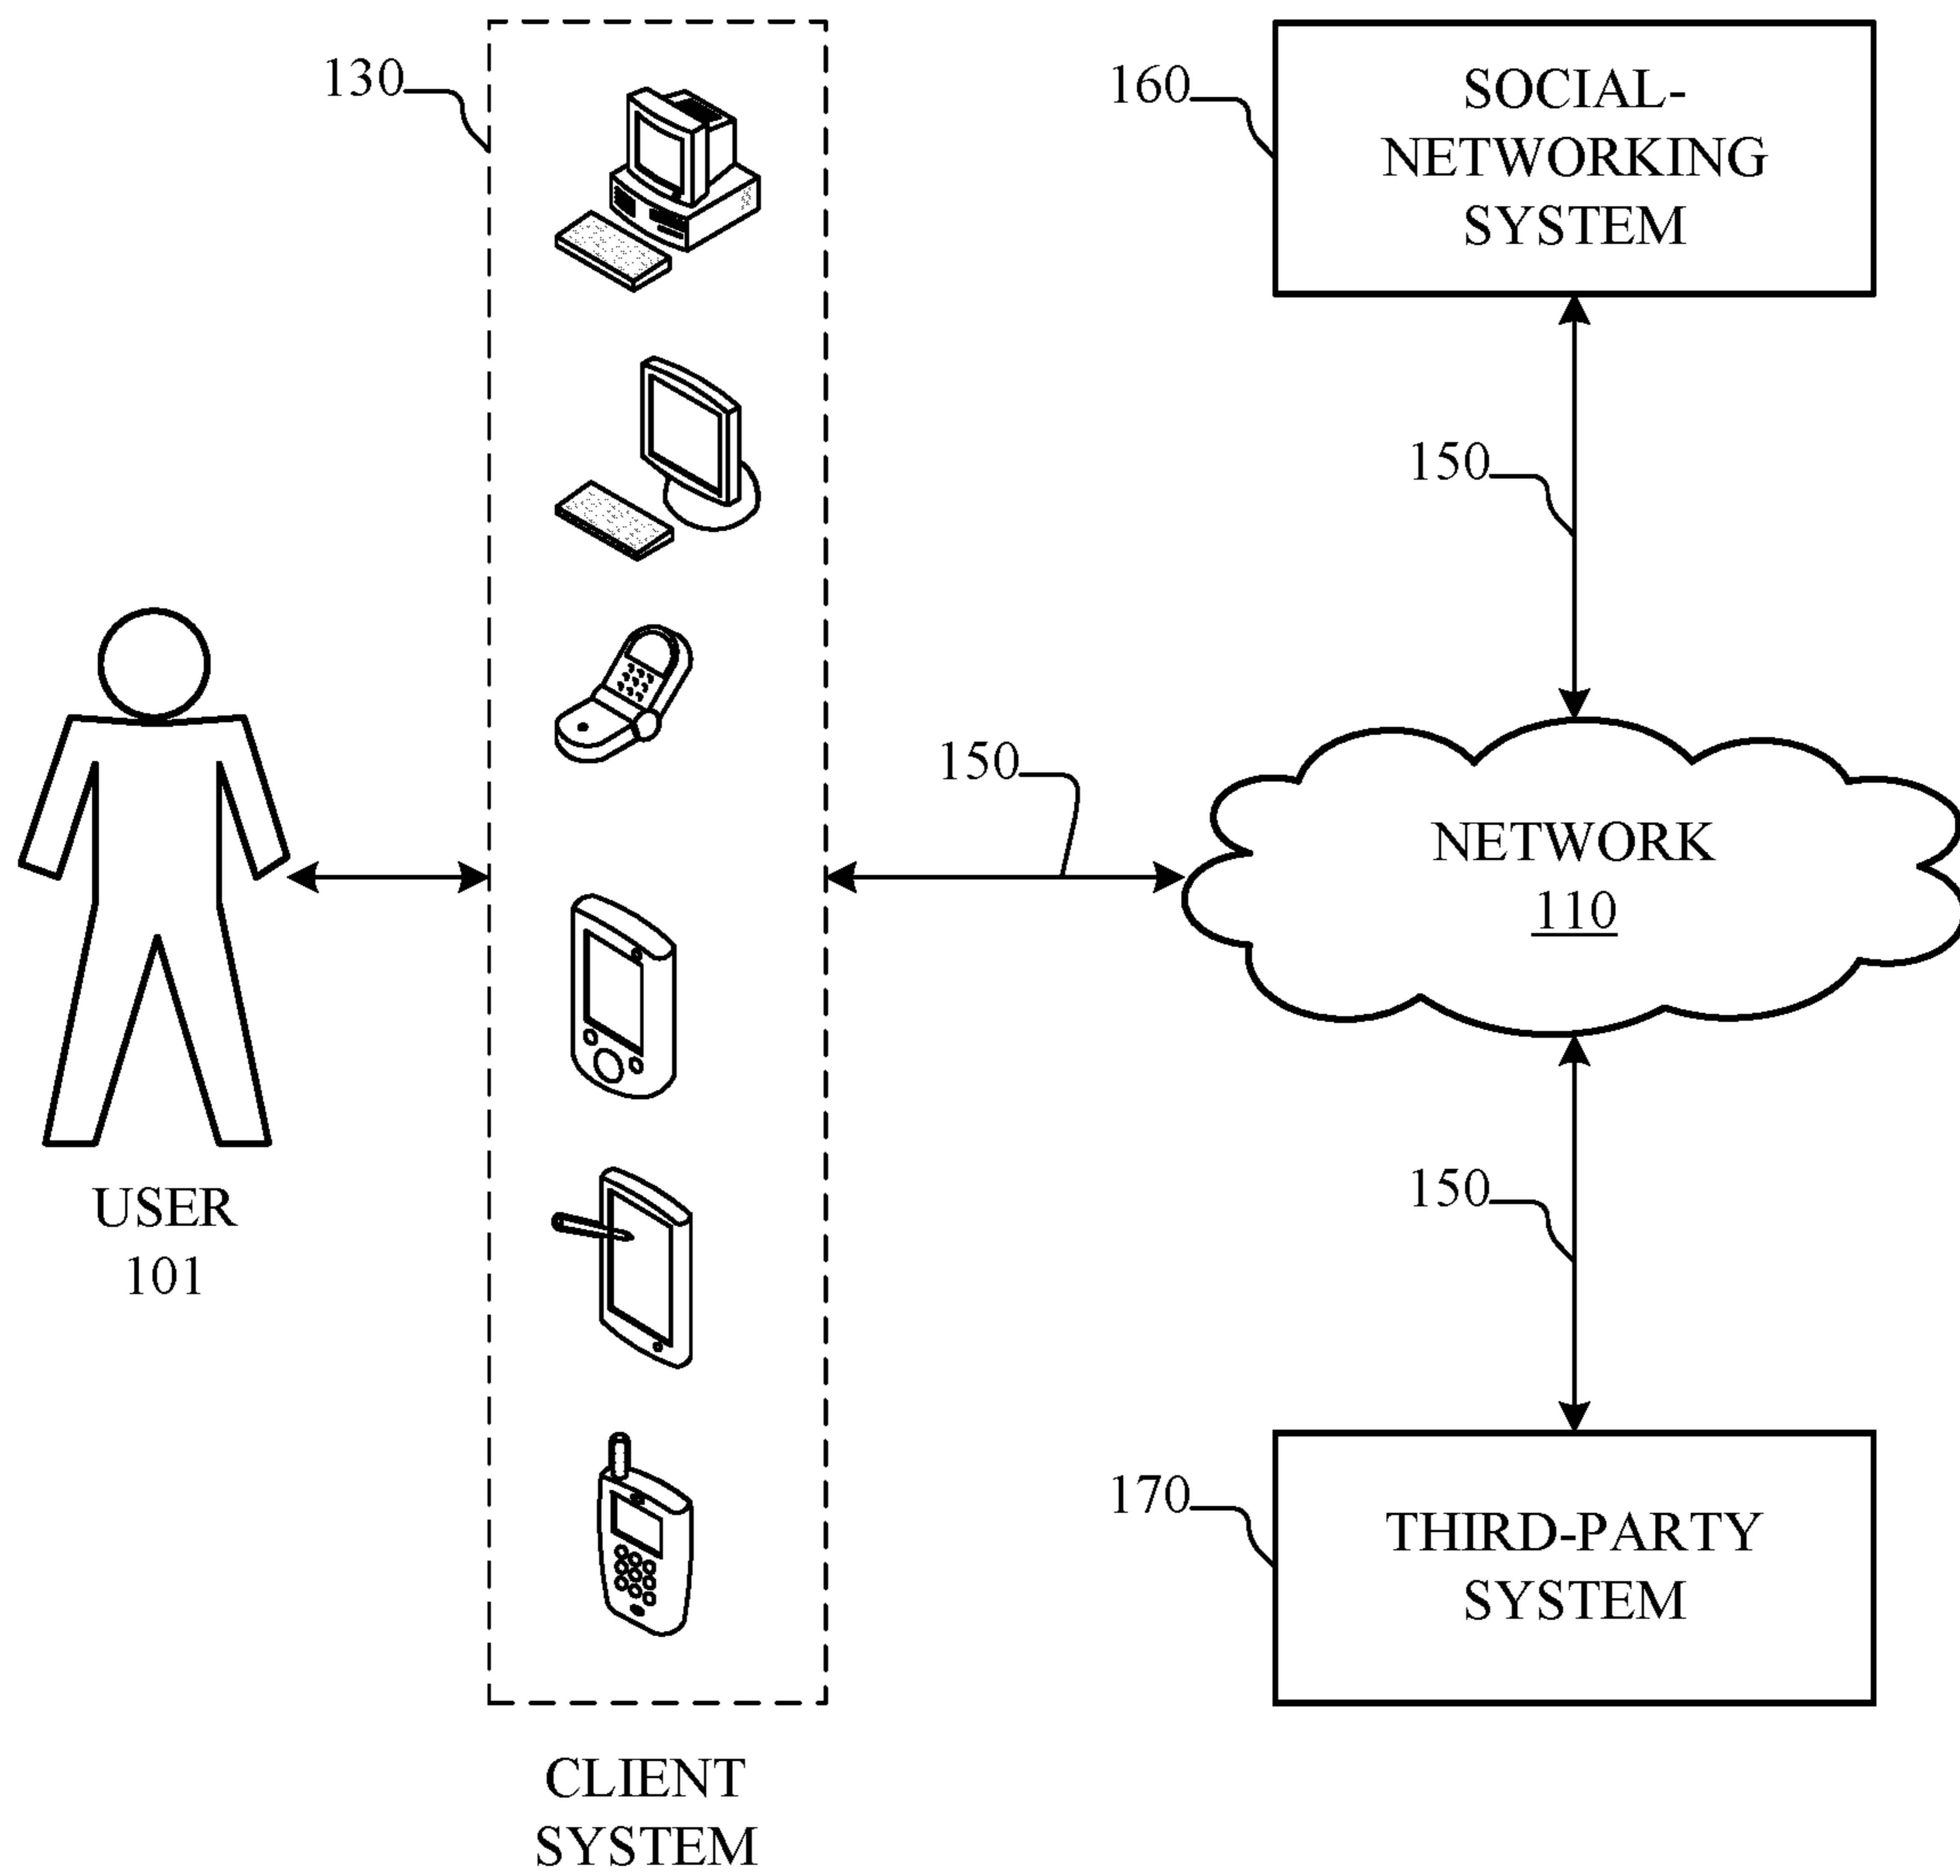 130
160
SOCIAL-
NETWORKING
SYSTEM
150
150
NETWORK
110
USER
101
150
170
THIRD-PARTY
SYSTEM
CLIENT
SYSTEM